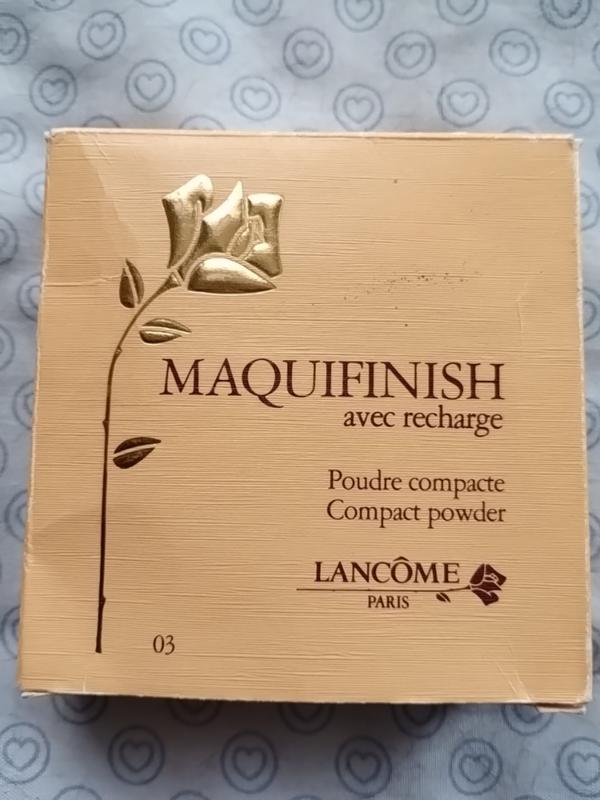 MAQUIFINISH
avec recharge
Poudre compacte
Compact powder
LANCÔME
PARIS
03